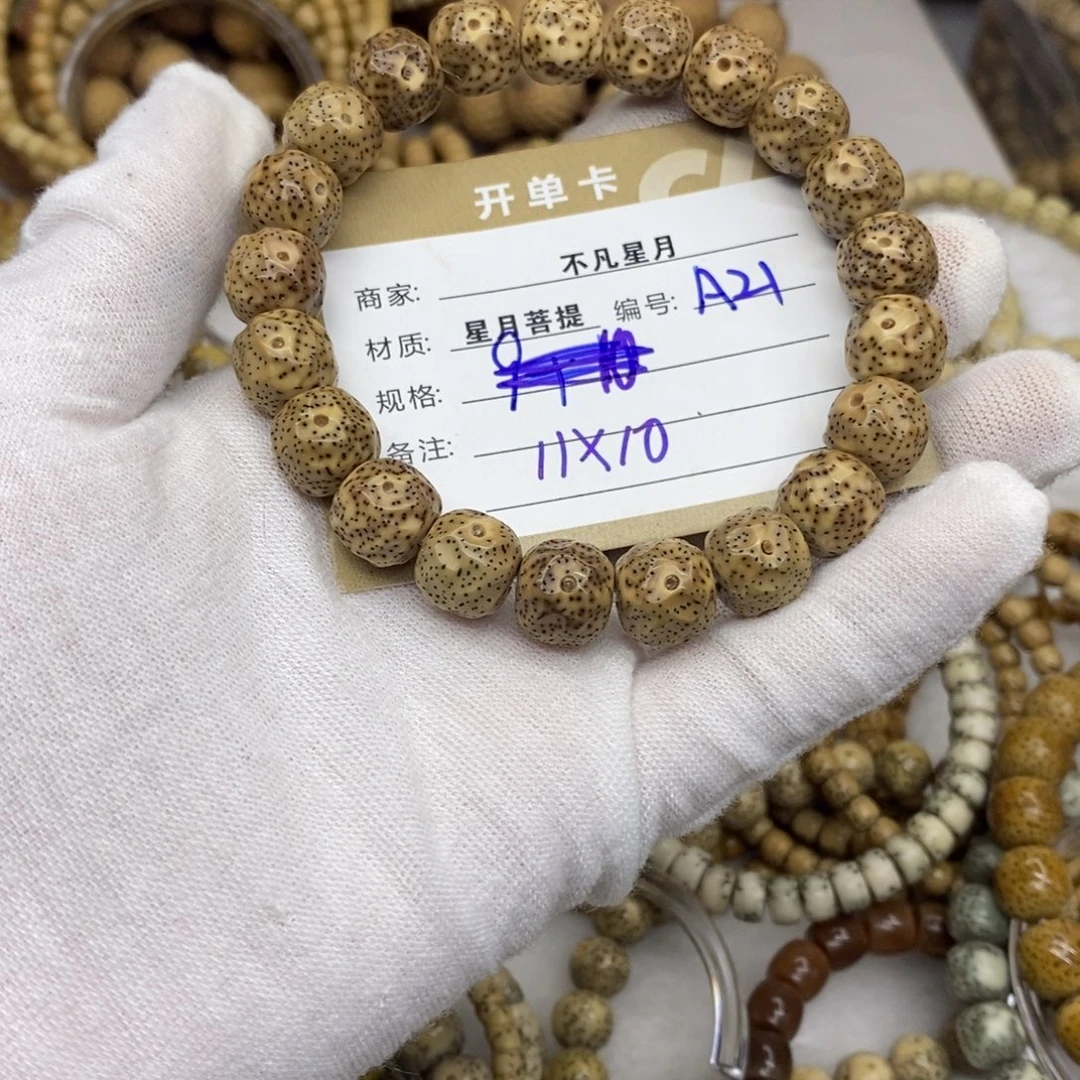 开单卡
商家: 不凡星月
材质: 星月菩提 编号: A21
规格:
备注: 11X10